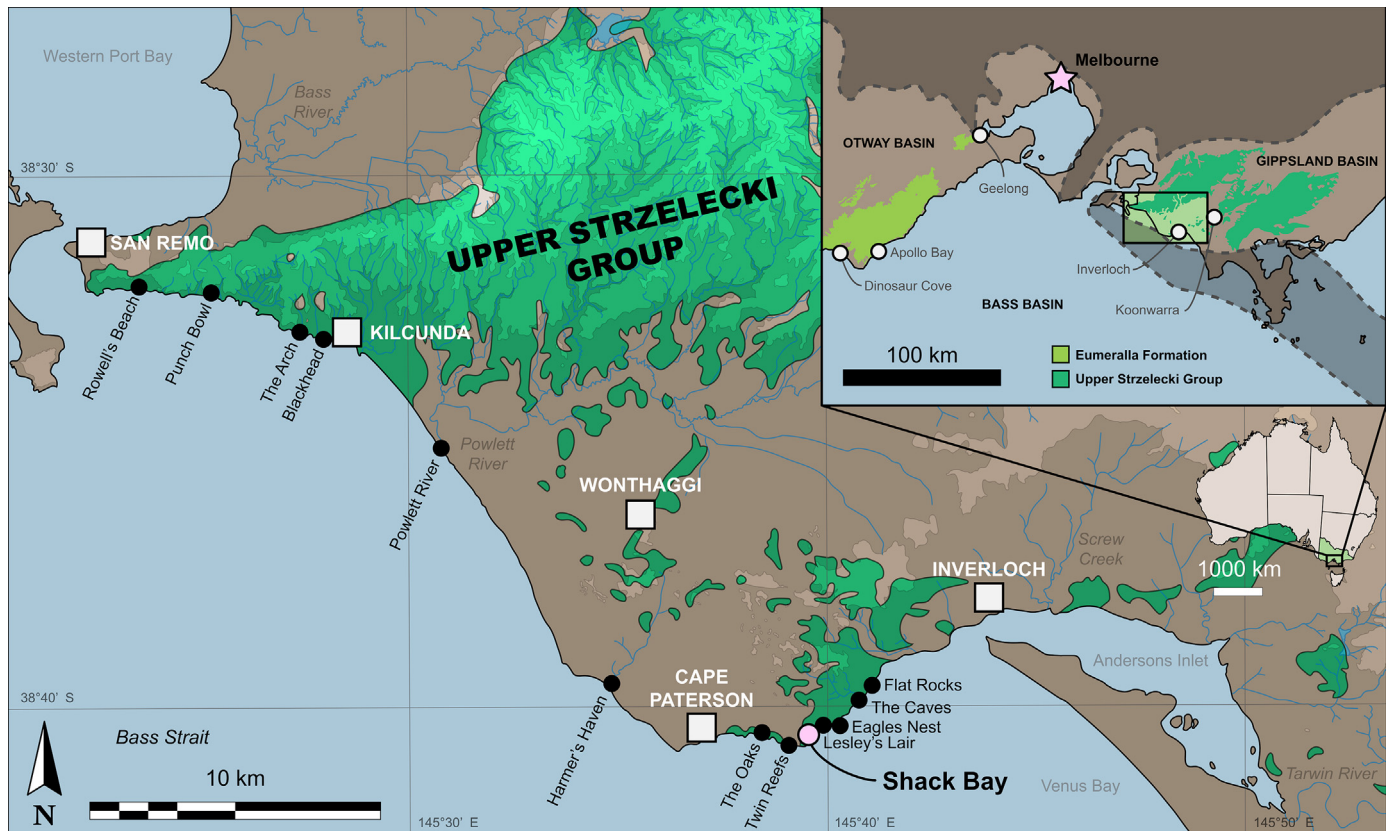 Western Port Bay
Bass
River
38°30' S
SAN REMO
UPPER STRZELECKI
GROUP
Rowell's Beach
Punch Bowl
The Arch
Blackhead
KILCUNDA
Powlett River
Powlett
River
WONTHAGGI
INVERLOCH
Screw
Creek
Andersons Inlet
CAPE
PATERSON
Harmer's Haven
The Oaks
Twin Reefs
Flat Rocks
The Caves
Eagles Nest
Lesley's Lair
Shack Bay
Venus Bay
Tarwin River
38°40' S
Bass Strait
10 km
N
145°30' E
145°40' E
145°50' E
Melbourne
OTWAY BASIN
GIPPSLAND BASIN
Geelong
Apollo Bay
Dinosaur Cove
Inverloch
Koonwarra
BASS BASIN
100 km
Eumeralla Formation
Upper Strzelecki Group
1000 km